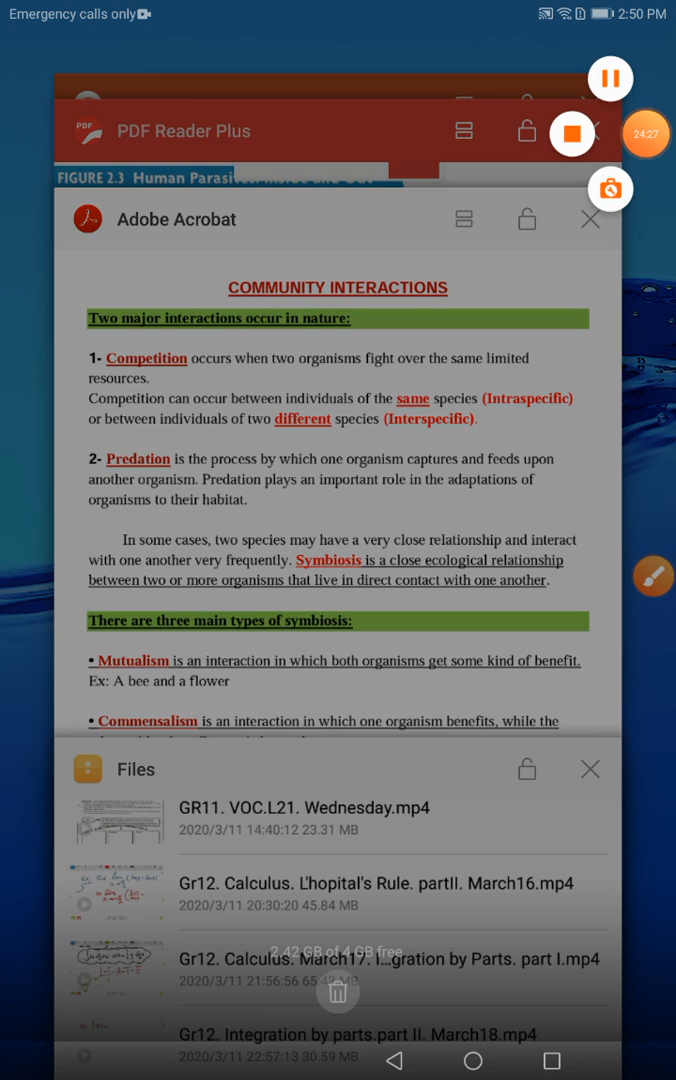 Emergency calls only
2:50 PM
PDF Reader Plus
24:27
FIGURE 2.3 Human
Adobe Acrobat
COMMUNITY INTERACTIONS
Two major interactions occur in nature:
1- Competition occurs when two organisms fight over the same limited
resources.
Competition can occur between individuals of the same species (Intraspecific)
or between individuals of two different species (Interspecific).
2- Predation is the process by which one organism captures and feeds upon
another organism. Predation plays an important role in the adaptations of
organisms to their habitat.
In some cases, two species may have a very close relationship and interact
with one another very frequently. Symbiosis is a close ecological relationship
between two or more organisms that live in direct contact with one another.
There are three main types of symbiosis:
• Mutualism is an interaction in which both organisms get some kind of benefit.
Ex: A bee and a flower
• Commensalism is an interaction in which one organism benefits, while the
Files
GR11. VOC.L21. Wednesday.mp4
2020/3/11 14:40:12 23.31 MB
Gr12. Calculus. L'hopital's Rule. partII. March16.mp4
2020/3/11 20:30:20 45.84 MB
2.42 GB of 4 GB free
Gr12. Calculus. March17. I...gration by Parts. part I.mp4
2020/3/11 21:56:56 MB
Gr12. Integration by parts.part II. March18.mp4
2020/3/11 22:57:13 30.59 MB